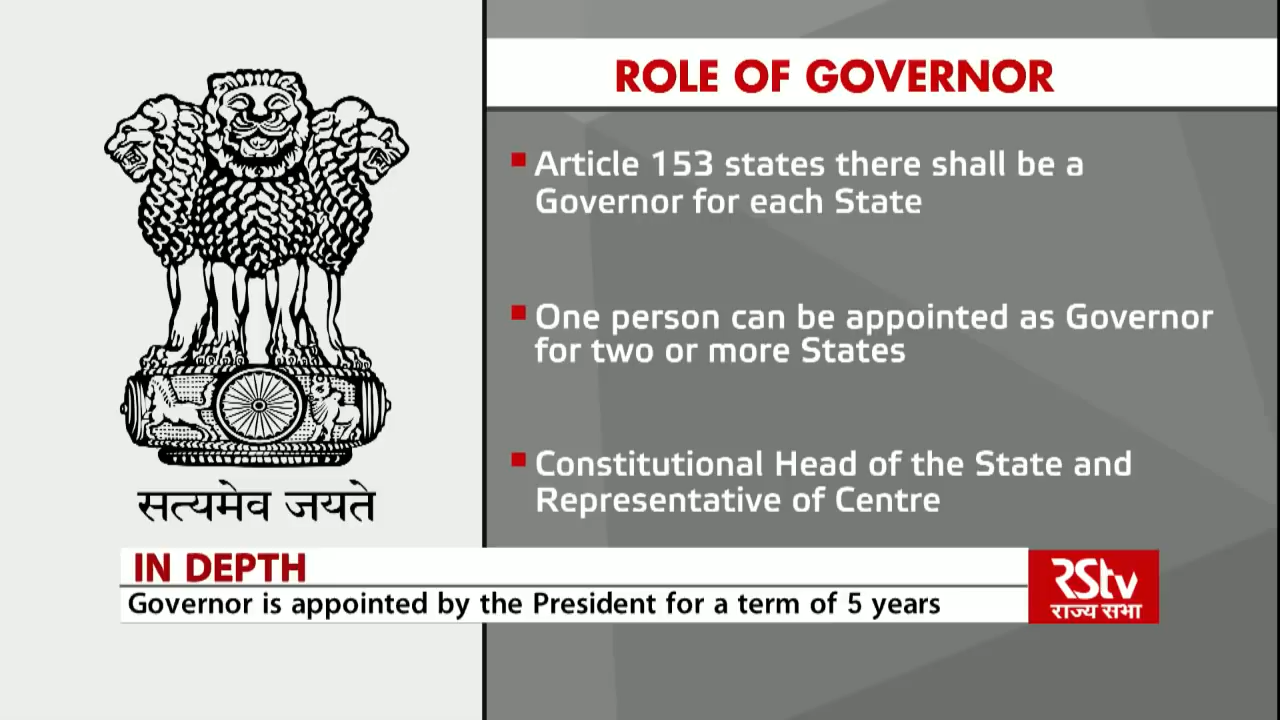 ROLE OF GOVERNOR
Article 153 states there shall be a
Governor for each State
One person can be appointed as Governor
for two or more States
Constitutional Head of the State and
Representative of Centre
सत्यमेव जयते
IN DEPTH
Governor is appointed by the President for a term of 5 years
RStv
राज्य सभा